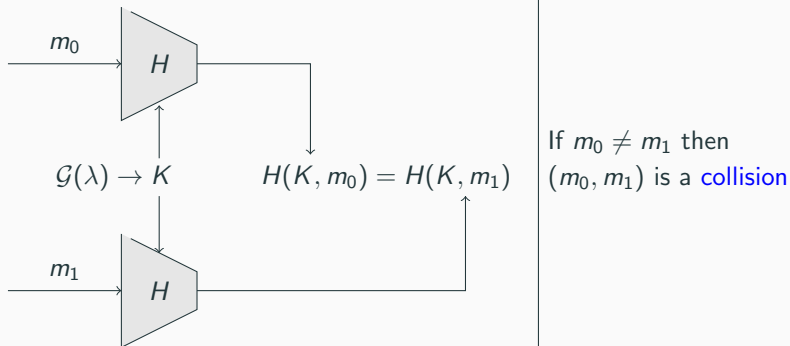 m₀
H
If m₀ ≠ m₁ then
𝒢(λ) → K
H(K, m₀) = H(K, m₁)
(m₀, m₁) is a collision
m₁
H